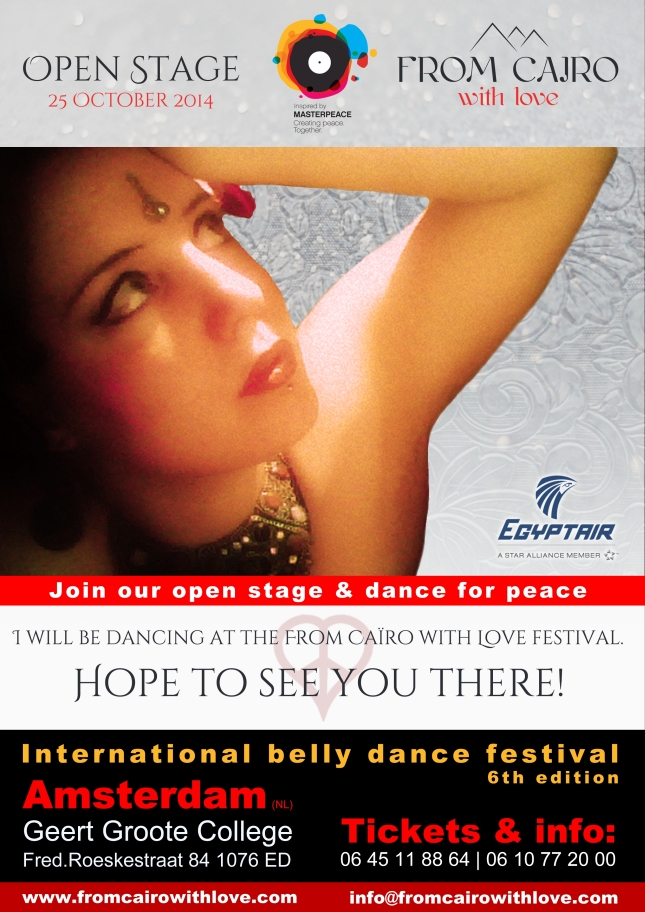 OPEN STAGE
25 OCTOBER 2014
Inspired by
MASTERPEACE
Creating peace.
Together.
FROM CAIRO
with love
EGYPTAIR
A STAR ALLIANCE MEMBER
Join our open stage & dance for peace
I WILL BE DANCING AT THE FROM CAÏRO WITH LOVE FESTIVAL.
HOPE TO SEE YOU THERE!
International belly dance festival
6th edition
Amsterdam (NL)
Geert Groote College
Fred.Roeskestraat 84 1076 ED
Tickets & info:
06 45 11 88 64 | 06 10 77 20 00
www.fromcairowithlove.com
info@fromcairowithlove.com